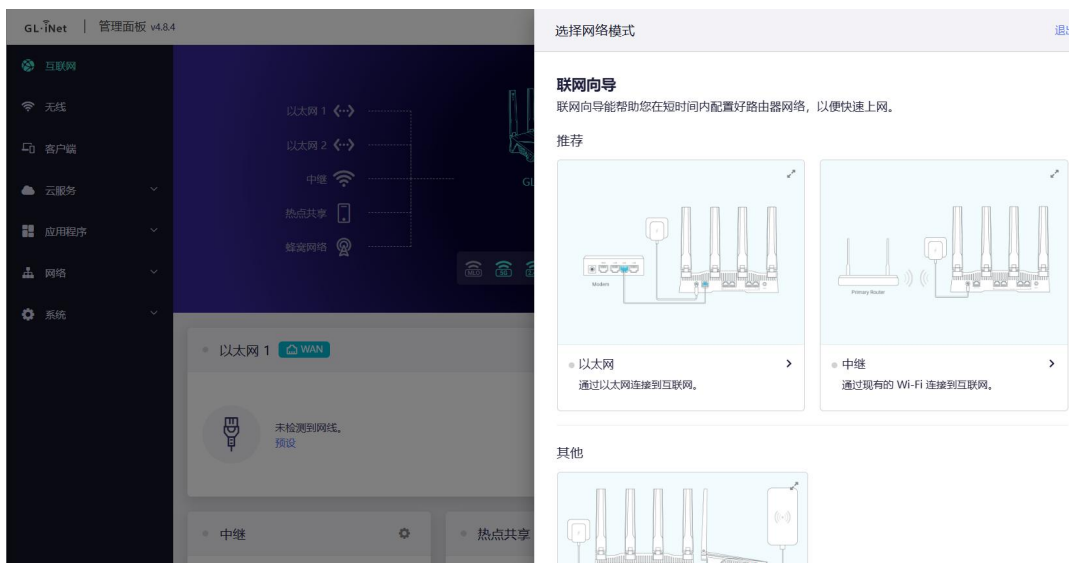 GL·iNet | 管理面板 v4.8.4
互联网
无线
客户端
云服务
应用程序
网络
系统
以太网 1
以太网 2
中继
热点共享
蜂窝网络
MLO
5G
以太网 1 WAN
未检测到网线。
预设
中继
热点共享
选择网络模式
联网向导
联网向导能帮助您在短时间内配置好路由器网络，以便快速上网。
推荐
Modem
以太网
通过以太网连接到互联网。
Primary Router
中继
通过现有的 Wi-Fi 连接到互联网。
其他